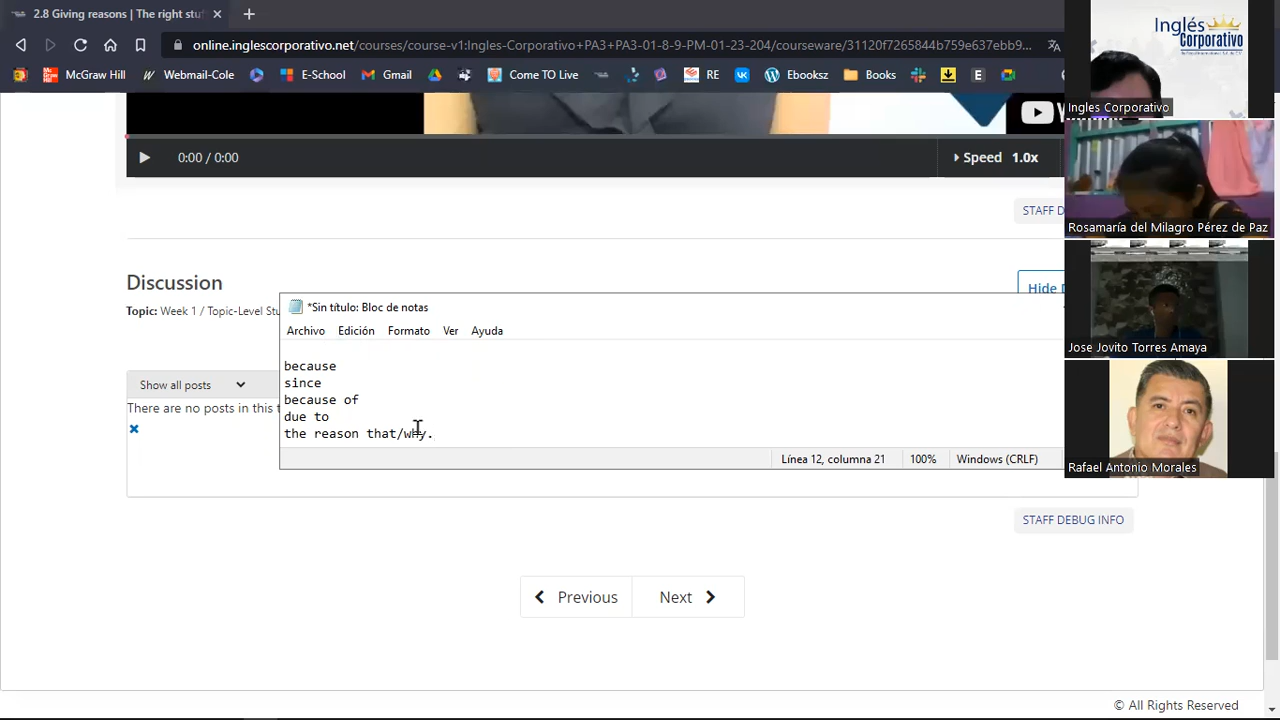 2.8 Giving reasons | The right stuf
online.inglescorporativo.net/courses/course-v1:Ingles-Corporativo+PA3+PA3-01-8-9-PM-01-23-204/courseware/31120f7265844b759e637ebb9...
McGraw Hill
Webmail-Cole
E-School
Gmail
Come TO Live
RE
Ebooksz
Books
0:00 / 0:00
Speed 1.0x
STAFF D
Discussion
Hide D
Topic: Week 1 / Topic-Level Stu
Show all posts
There are no posts in this t
*Sin título: Bloc de notas
Archivo Edición Formato Ver Ayuda
because
since
because of
due to
the reason that/why.
Línea 12, columna 21 100% Windows (CRLF)
STAFF DEBUG INFO
Previous Next
© All Rights Reserved
Inglés
Corporativo
Ingles Corporativo
Rosamaría del Milagro Pérez de Paz
Jose Jovito Torres Amaya
Rafael Antonio Morales